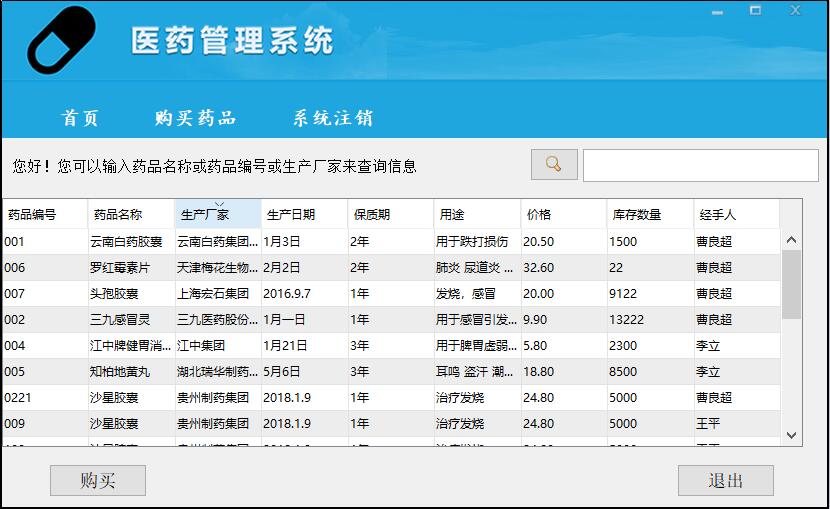 医药管理系统
首页 购买药品 系统注销
您好！您可以输入药品名称或药品编号或生产厂家来查询信息
药品编号 药品名称 生产厂家 生产日期 保质期 用途 价格 库存数量 经手人
001 云南白药胶囊 云南白药集团... 1月3日 2年 用于跌打损伤 20.50 1500 曹良超
006 罗红霉素片 天津梅花生物... 2月2日 2年 肺炎 尿道炎 ... 32.60 22 曹良超
007 头孢胶囊 上海宏石集团 2016.9.7 1年 发烧，感冒 20.00 9122 曹良超
002 三九感冒灵 三九医药股份... 1月一日 1年 用于感冒引发... 9.90 13222 曹良超
004 江中牌健胃消... 江中集团 1月21日 3年 用于脾胃虚弱... 5.80 2300 李立
005 知柏地黄丸 湖北瑞华制药... 5月6日 3年 耳鸣 盗汗 潮... 18.80 8500 李立
0221 沙星胶囊 贵州制药集团 2018.1.9 1年 治疗发烧 24.80 5000 曹良超
009 沙星胶囊 贵州制药集团 2018.1.9 1年 治疗发烧 24.80 5000 王平
购买 退出